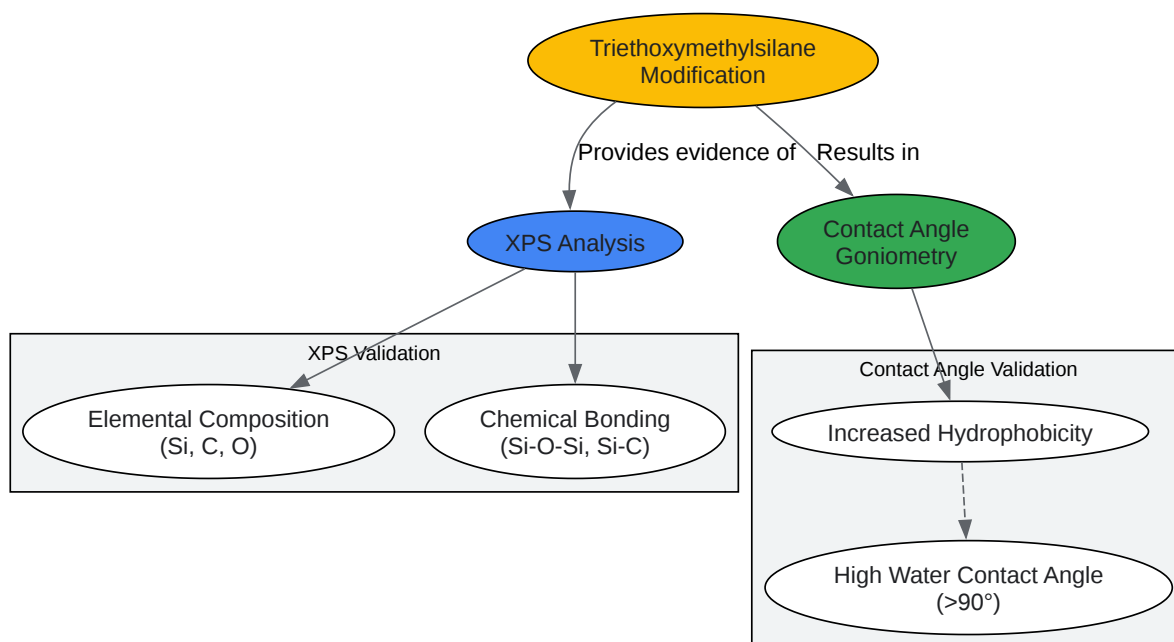 Triethoxymethylsilane
Modification
Provides evidence of
Results in
XPS Analysis
Contact Angle
Goniometry
XPS Validation
Elemental Composition
(Si, C, O)
Chemical Bonding
(Si-O-Si, Si-C)
Contact Angle Validation
Increased Hydrophobicity
High Water Contact Angle
(>90°)